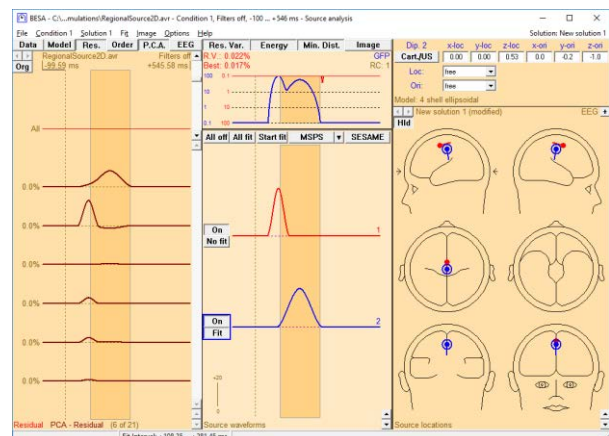 BESA - C:\...mulations/RegionalSource2D.avr - Condition 1, Filters off, -100 ... +546 ms - Source analysis
File Condition 1 Solution 1 Fit Image Options Help
Solution: New solution 1
Data Model Res. Order P.C.A. EEG
Org
RegionalSource2D.avr Filters off
-99.59 ms +545.58 ms
All
0.0%
0.0%
0.0%
0.0%
0.0%
0.0%
Residual PCA - Residual (6 of 21)
Res. Var. Energy Min. Dist. Image
R.V.: 0.022% GFP
Best: 0.017% RC: 1
100 0.1
10
1
0.1 100
All off All fit Start fit MSPS SESAME
On
No fit
1
On
Fit
2
+20
0
Source waveforms
Dip. 2 x-loc y-loc z-loc x-ori y-ori z-ori
Cart./US 0.00 0.00 0.53 0.0 -0.2 -1.0
Loc: free
Ori: free
Model: 4 shell ellipsoidal
New solution 1 (modified) EEG
Hld
Source locations